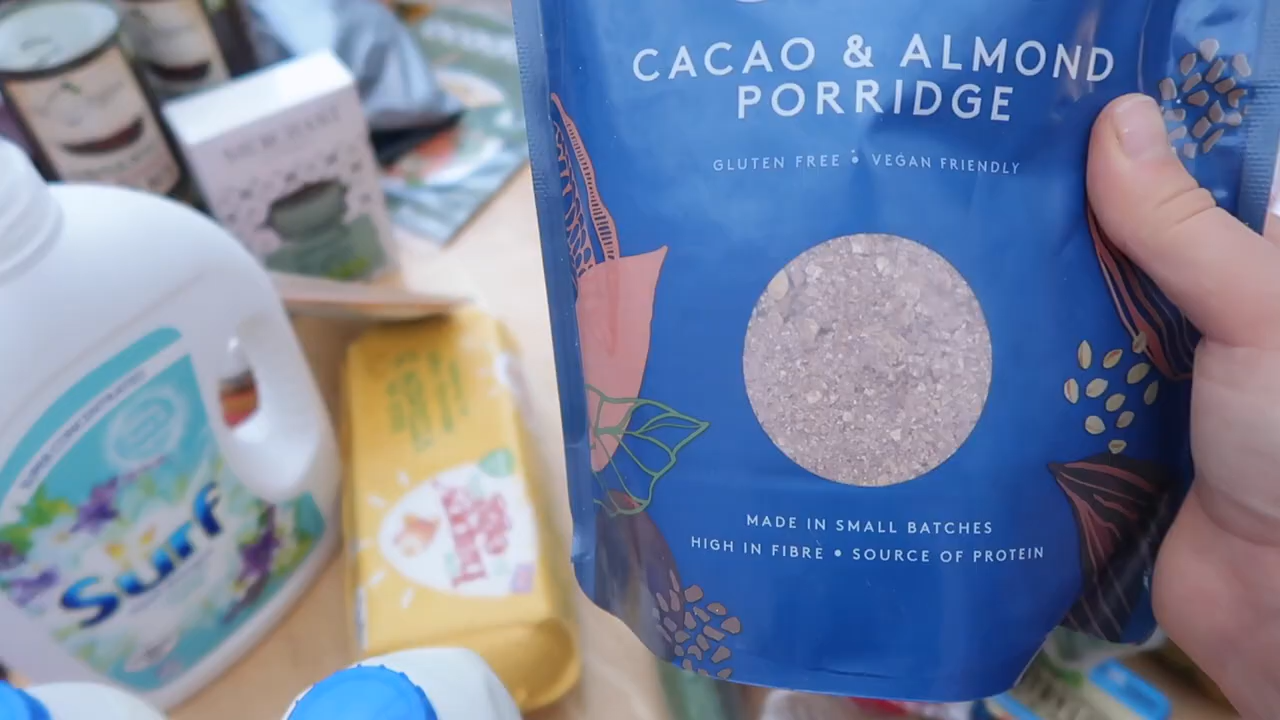 CACAO & ALMOND
PORRIDGE
GLUTEN FREE • VEGAN FRIENDLY
MADE IN SMALL BATCHES
HIGH IN FIBRE • SOURCE OF PROTEIN
Surf